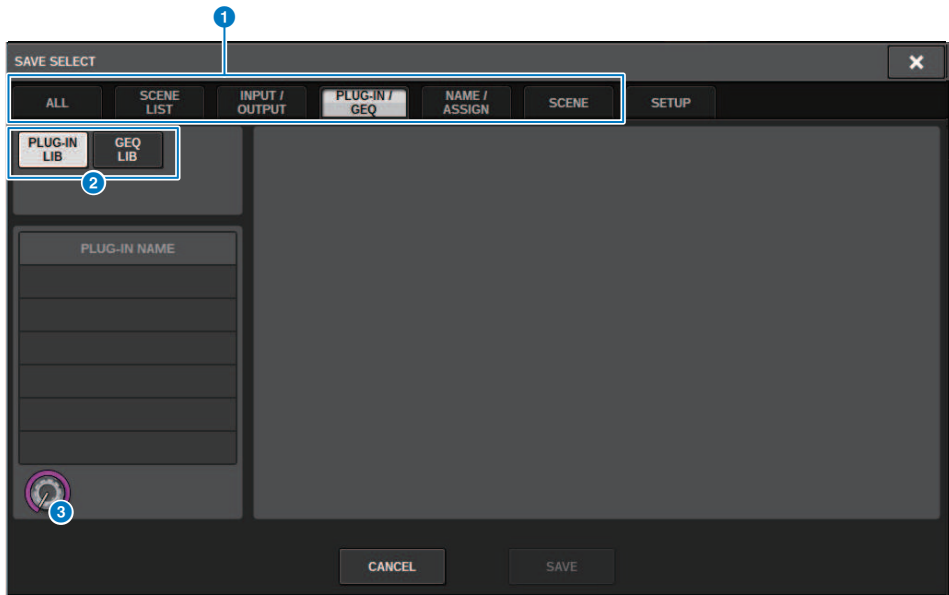 1
SAVE SELECT
×
ALL
SCENE
LIST
INPUT /
OUTPUT
PLUG-IN /
GEQ
NAME /
ASSIGN
SCENE
SETUP
PLUG-IN
LIB
GEQ
LIB
2
PLUG-IN NAME
3
CANCEL
SAVE